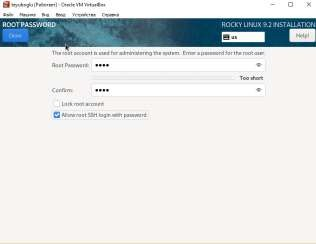 (Работает) - Oracle VM VirtualBox
Файл Машина Вид Ввод Устройства Справка
ROOT PASSWORD
ROCKY LINUX 9.2 INSTALLATION
Done
us
Help!
The root account is used for administering the system. Enter a password for the root user.
Root Password: ••••
Too short
Confirm: ••••
Lock root account
Allow root SSH login with password